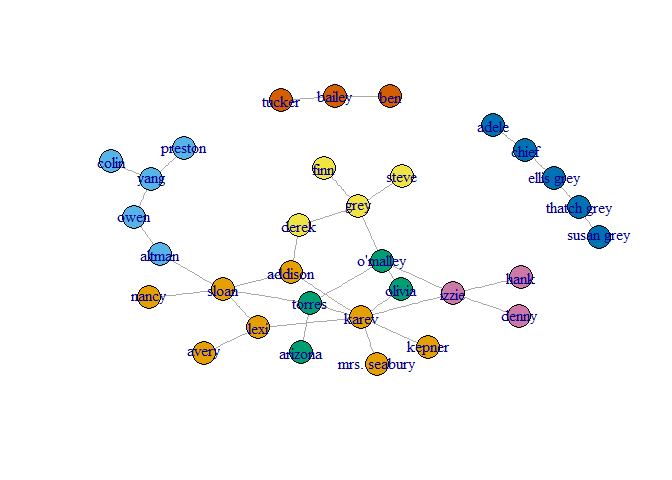 tucker
bailey
ben
adele
chief
ellis grey
thatch grey
susan grey
colin
preston
yang
owen
altman
finn
steve
grey
derek
o'malley
addison
nancy
sloan
torres
olivia
izzie
hank
denny
karev
lexi
avery
arizona
mrs. seabury
kepner